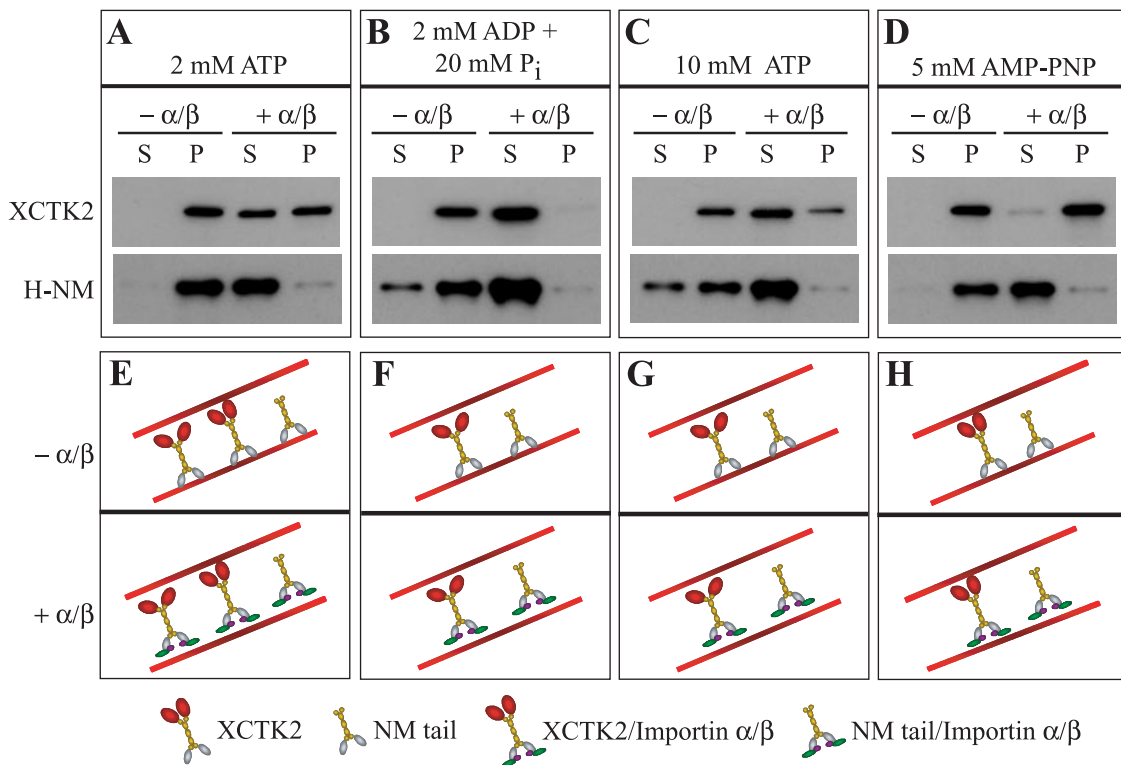 A
2 mM ATP
B
2 mM ADP +
20 mM Pi
C
10 mM ATP
D
5 mM AMP-PNP
– α/β + α/β – α/β + α/β – α/β + α/β – α/β + α/β
S P S P S P S P S P S P S P S P
XCTK2
H-NM
E F G H
– α/β
+ α/β
XCTK2 NM tail XCTK2/Importin α/β NM tail/Importin α/β